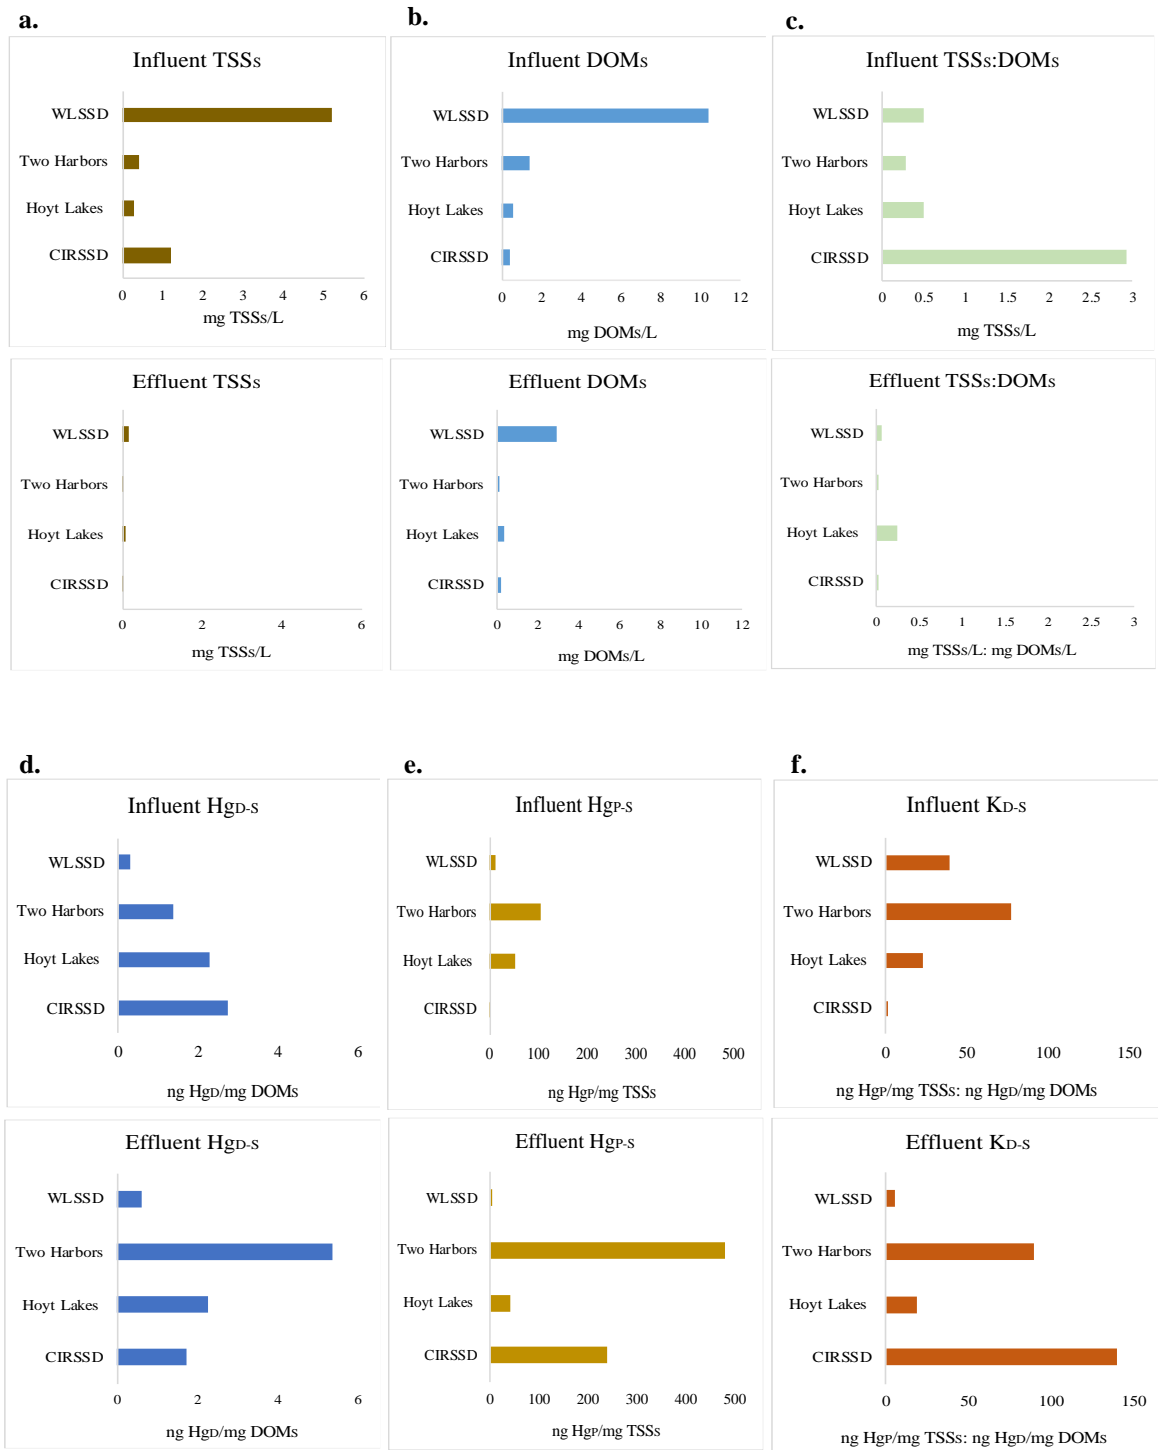 a.
Influent TSSs
WLSSD
Two Harbors
Hoyt Lakes
CIRSSD
0 1 2 3 4 5 6
mg TSSs/L
b.
Influent DOMs
WLSSD
Two Harbors
Hoyt Lakes
CIRSSD
0 2 4 6 8 10 12
mg DOMs/L
c.
Influent TSSs:DOMs
WLSSD
Two Harbors
Hoyt Lakes
CIRSSD
0 0.5 1 1.5 2 2.5 3
mg TSSs/L
Effluent TSSs
WLSSD
Two Harbors
Hoyt Lakes
CIRSSD
0 2 4 6
mg TSSs/L
Effluent DOMs
WLSSD
Two Harbors
Hoyt Lakes
CIRSSD
0 2 4 6 8 10 12
mg DOMs/L
Effluent TSSs:DOMs
WLSSD
Two Harbors
Hoyt Lakes
CIRSSD
0 0.5 1 1.5 2 2.5 3
mg TSSs/L: mg DOMs/L
d.
Influent HgD-S
WLSSD
Two Harbors
Hoyt Lakes
CIRSSD
0 2 4 6
ng HgD/mg DOMs
e.
Influent HgP-S
WLSSD
Two Harbors
Hoyt Lakes
CIRSSD
0 100 200 300 400 500
ng HgP/mg TSSs
f.
Influent KD-S
WLSSD
Two Harbors
Hoyt Lakes
CIRSSD
0 50 100 150
ng HgP/mg TSSs: ng HgD/mg DOMs
Effluent HgD-S
WLSSD
Two Harbors
Hoyt Lakes
CIRSSD
0 2 4 6
ng HgD/mg DOMs
Effluent HgP-S
WLSSD
Two Harbors
Hoyt Lakes
CIRSSD
0 100 200 300 400 500
ng HgP/mg TSSs
Effluent KD-S
WLSSD
Two Harbors
Hoyt Lakes
CIRSSD
0 50 100 150
ng HgP/mg TSSs: ng HgD/mg DOMs